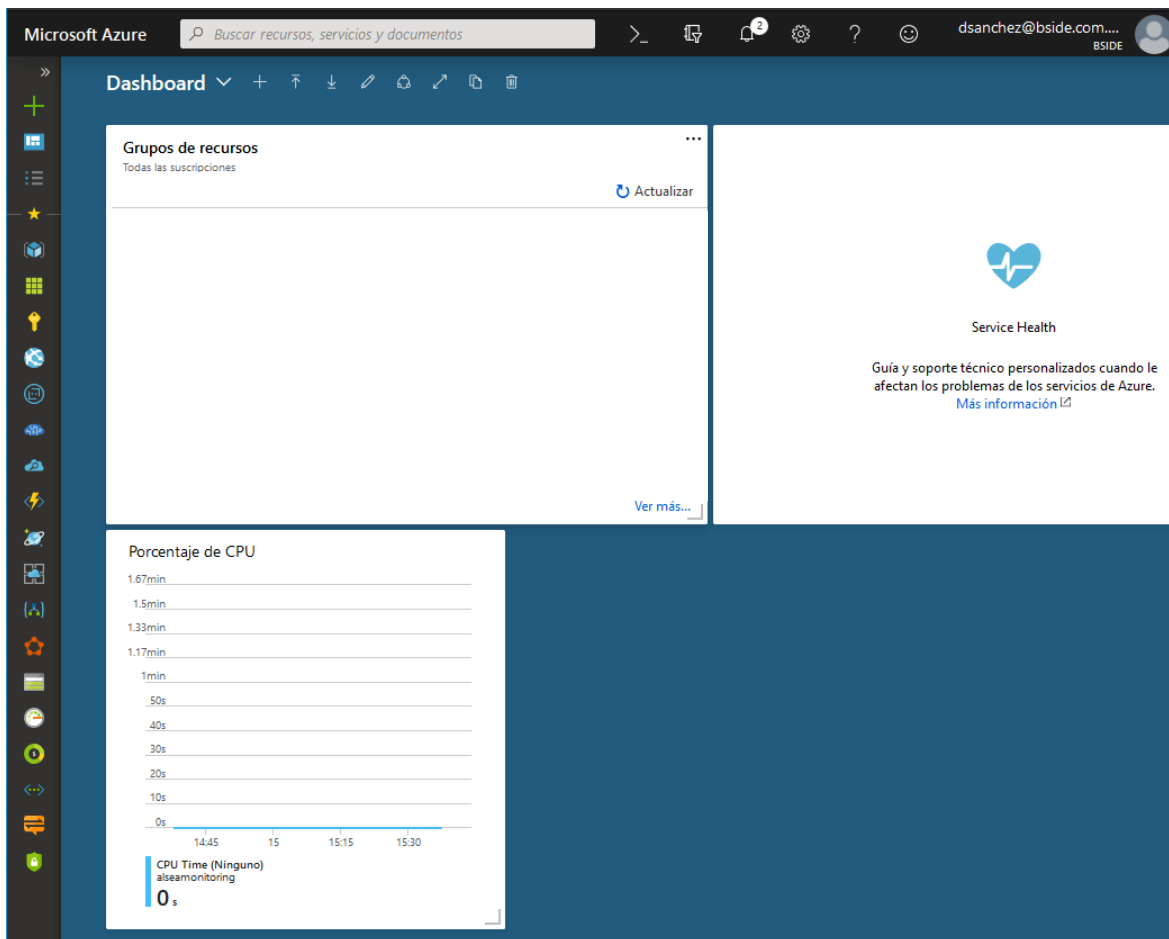 Microsoft Azure
Buscar recursos, servicios y documentos
2
dsanchez@bside.com....
BSIDE
Dashboard
Grupos de recursos
Todas las suscripciones
Actualizar
Ver más...
Service Health
Guía y soporte técnico personalizados cuando le
afectan los problemas de los servicios de Azure.
Más información
Porcentaje de CPU
1.67min
1.5min
1.33min
1.17min
1min
50s
40s
30s
20s
10s
0s
14:45 15 15:15 15:30
CPU Time (Ninguno)
alseamonitoring
0 s